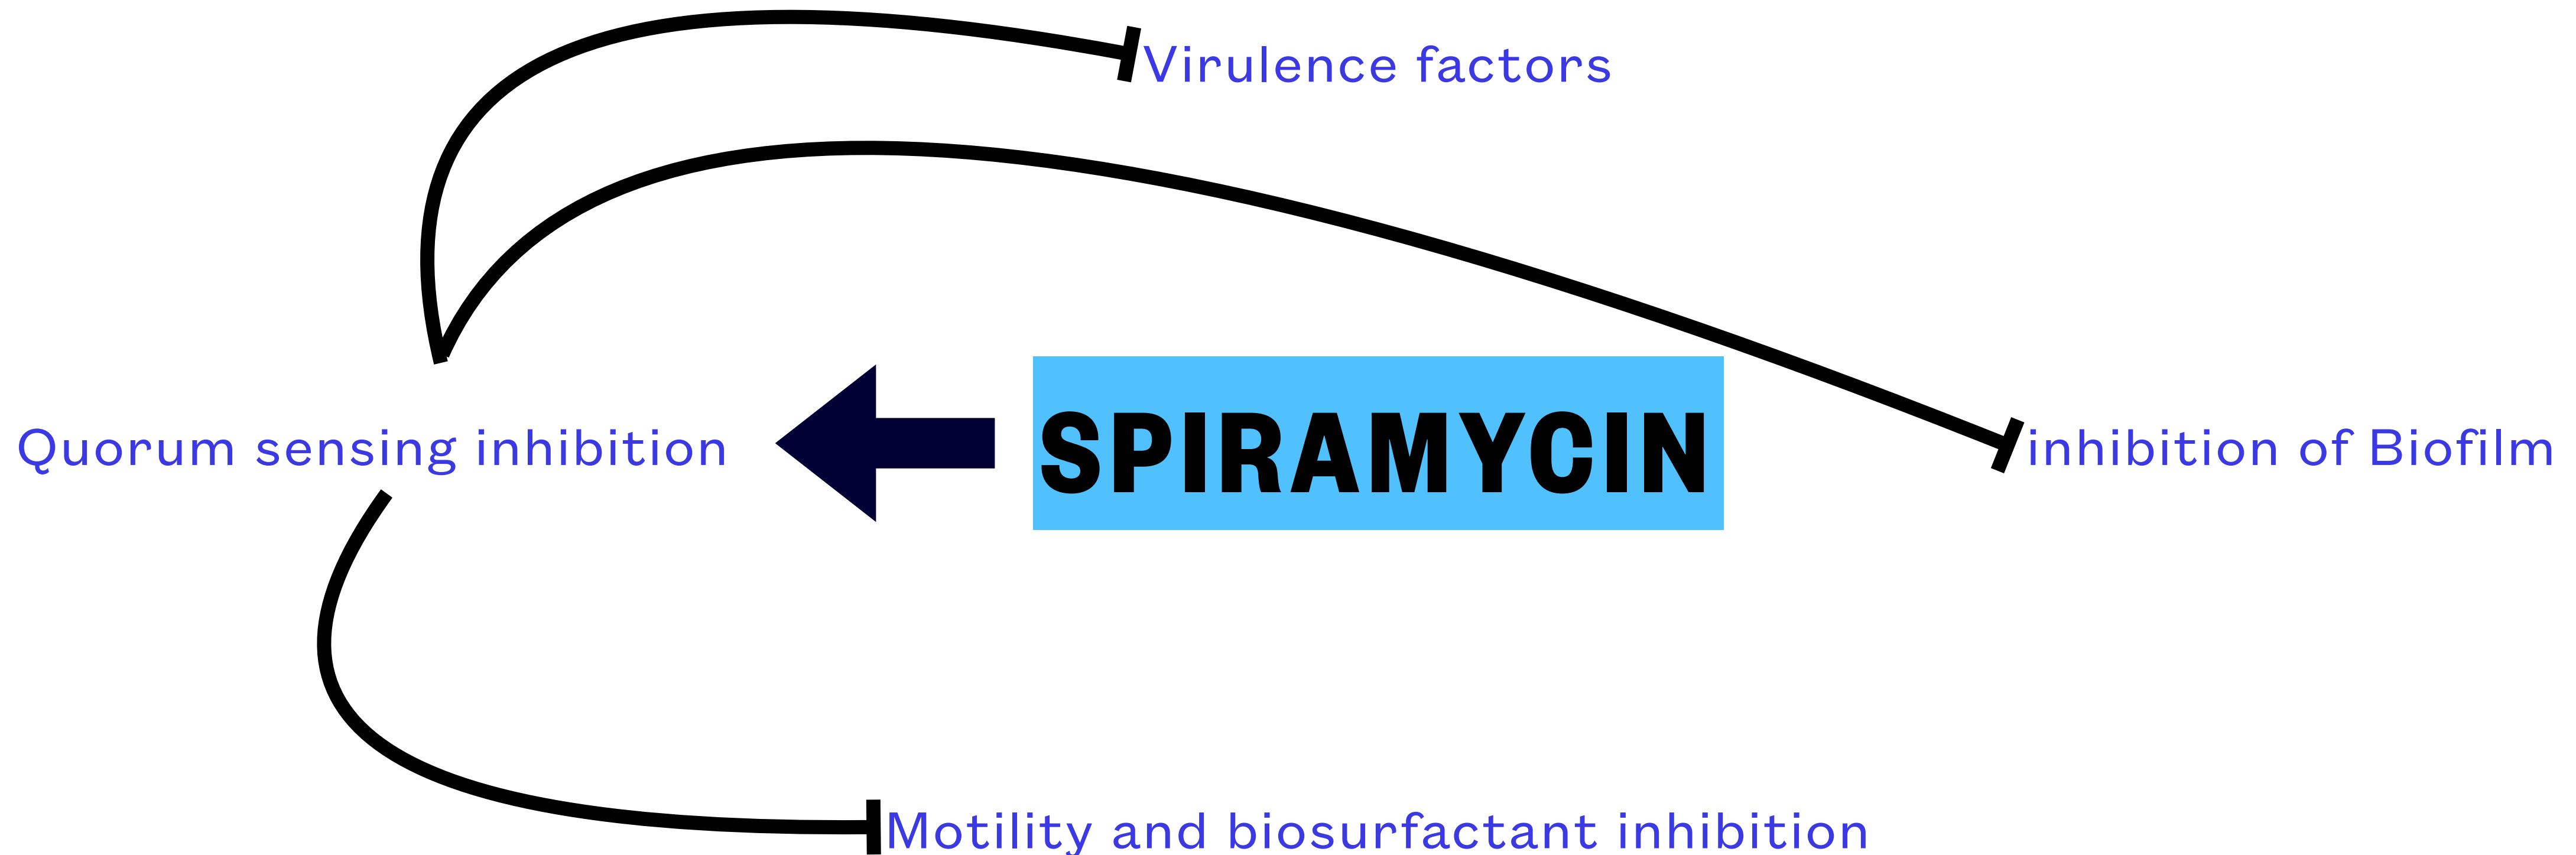 Virulence factors
Quorum sensing inhibition
SPIRAMYCIN
inhibition of Biofilm
Motility and biosurfactant inhibition